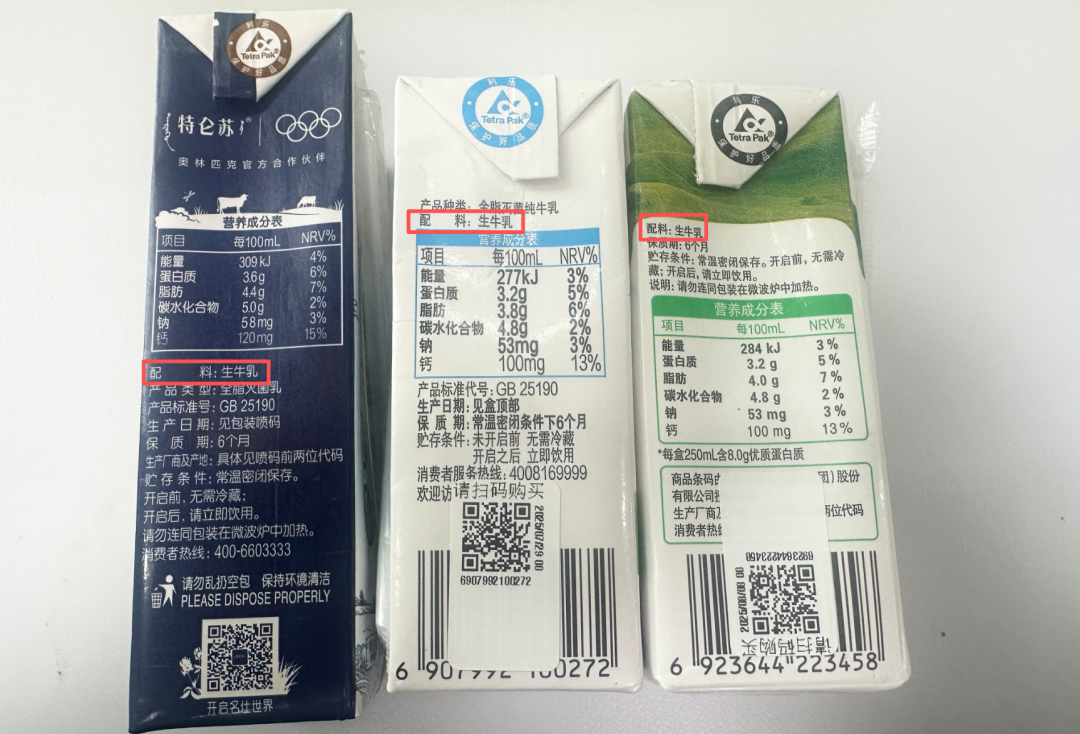 利乐
Tetra Pak®
保护好品质
特仑苏
奥林匹克官方合作伙伴
营养成分表
项目 每100mL NRV%
能量 309 kJ 4%
蛋白质 3.6g 6%
脂肪 4.4g 7%
碳水化合物 5.0g 2%
钠 58mg 3%
钙 120mg 15%
配 料: 生牛乳
产品类型: 全脂灭菌乳
产品标准号: GB 25190
生产日期: 见包装喷码
保质期: 6个月
生产厂商及产地: 具体见喷码前两位代码
贮存条件: 常温密闭保存。
开启前, 无需冷藏;
开启后, 请立即饮用。
请勿连同包装在微波炉中加热。
消费者热线: 400-6603333
请勿乱扔空包 保持环境清洁
PLEASE DISPOSE PROPERLY
开启名仕世界
利乐
Tetra Pak®
保护好品质
产品种类: 全脂灭菌纯牛乳
配 料: 生牛乳
营养成分表
项目 每100mL NRV%
能量 277kJ 3%
蛋白质 3.2g 5%
脂肪 3.8g 6%
碳水化合物 4.8g 2%
钠 53mg 3%
钙 100mg 13%
产品标准代号: GB 25190
生产日期: 见盒顶部
保质期: 常温密闭条件下6个月
贮存条件: 未开启前 无需冷藏
开启之后 立即饮用
消费者服务热线: 4008169999
欢迎访
请扫码购买
2025/07/29 00
6907992100272
6 907992 100272
利乐
Tetra Pak®
保护好品质
配料: 生牛乳
保质期: 6个月
贮存条件: 常温密闭保存。开启前, 无需冷
藏; 开启后, 请立即饮用。
说明: 请勿连同包装在微波炉中加热。
营养成分表
项目 每100mL NRV%
能量 284 kJ 3%
蛋白质 3.2 g 5%
脂肪 4.0 g 7%
碳水化合物 4.8 g 2%
钠 53 mg 3%
钙 100 mg 13%
*每盒250mL含8.0g优质蛋白质
商品条码 团)股份
有限公司
生产厂商 两位代码
消费者热
6923644223458
2025/08/08 00
请扫码购买
6 923644 223458